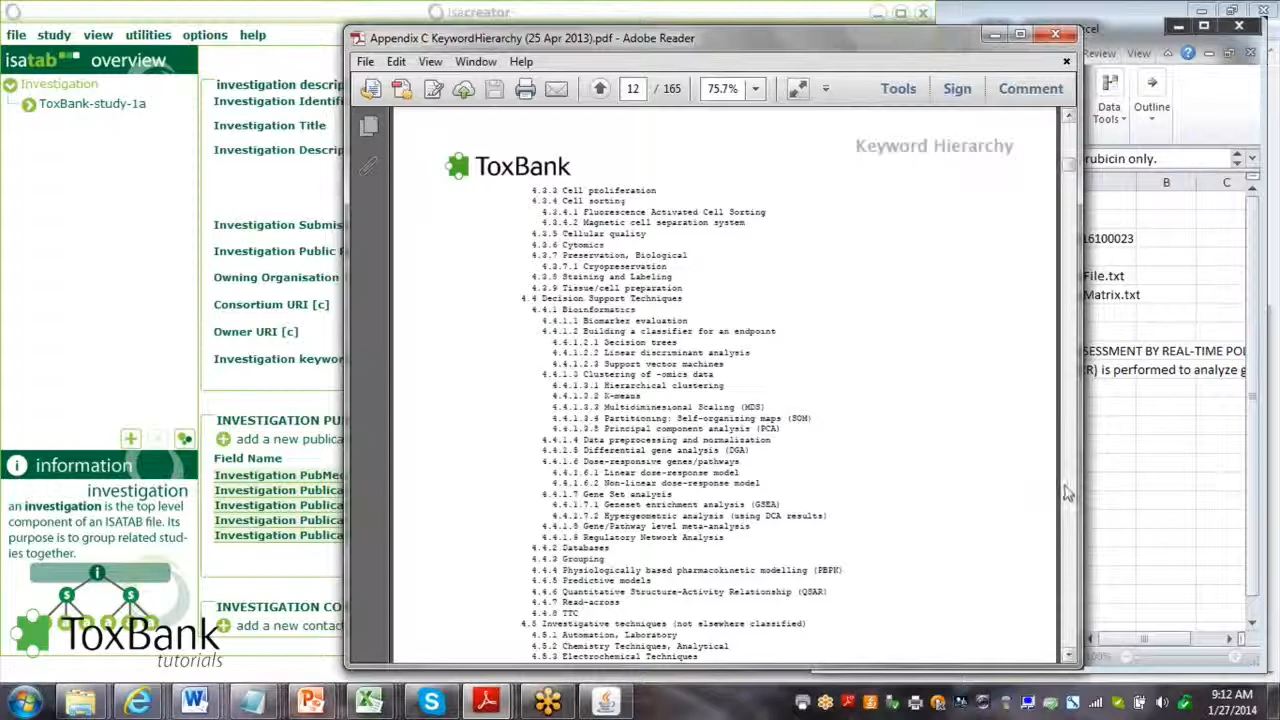 isacreator
file study view utilities options help
isatab overview
Investigation
ToxBank-study-1a
information
investigation
an investigation is the top level
component of an ISATAB file. Its
purpose is to group related stud-
ies together.
i
ToxBank
tutorials
investigation descrip
Investigation Identifi
Investigation Title
Investigation Descrip
Investigation Submis
Investigation Public R
Owning Organisation
Consortium URI [c]
Owner URI [c]
Investigation keywor
INVESTIGATION PU
add a new publica
Field Name
Investigation PubMe
Investigation Publica
Investigation Publica
Investigation Publica
Investigation Publica
INVESTIGATION CO
add a new contac
Appendix C KeywordHierarchy (25 Apr 2013).pdf - Adobe Reader
File Edit View Window Help
12 / 165 75.7% Tools Sign Comment
Keyword Hierarchy
ToxBank
4.3.3 Cell proliferation
4.3.4 Cell sorting
4.3.4.1 Fluorescence Activated Cell Sorting
4.3.4.2 Magnetic cell separation system
4.3.5 Cellular quality
4.3.6 Cytomics
4.3.7 Preservation, Biological
4.3.7.1 Cryopreservation
4.3.8 Staining and Labeling
4.3.9 Tissue/cell preparation
4.4 Decision Support Techniques
4.4.1 Bioinformatics
4.4.1.1 Biomarker evaluation
4.4.1.2 Building a classifier for an endpoint
4.4.1.2.1 Decision trees
4.4.1.2.2 Linear discriminant analysis
4.4.1.2.3 Support vector machines
4.4.1.3 Clustering of -omics data
4.4.1.3.1 Hierarchical clustering
4.4.1.3.2 K-means
4.4.1.3.3 Multidiminesional Scaling (MDS)
4.4.1.3.4 Partitioning: Self-organizing maps (SOM)
4.4.1.3.5 Principal component analysis (PCA)
4.4.1.4 Data preprocessing and normalization
4.4.1.5 Differential gene analysis (DGA)
4.4.1.6 Dose-responsive genes/pathways
4.4.1.6.1 Linear dose-response model
4.4.1.6.2 Non-linear dose-response model
4.4.1.7 Gene Set analysis
4.4.1.7.1 Geneset enrichment analysis (GSEA)
4.4.1.7.2 Hypergeometric analysis (using DCA results)
4.4.1.8 Gene/Pathway level meta-analysis
4.4.1.8 Regulatory Network Analysis
4.4.2 Databases
4.4.3 Grouping
4.4.4 Physiologically based pharmacokinetic modelling (PBPK)
4.4.5 Predictive models
4.4.6 Quantitative Structure-Activity Relationship (QSAR)
4.4.7 Read-across
4.4.8 TTC
4.5 Investigative techniques (not elsewhere classified)
4.5.1 Automation, Laboratory
4.5.2 Chemistry Techniques, Analytical
4.5.3 Electrochemical Techniques
cel
Review View
Data
Tools
Outline
rubicin only.
B C
16100023
File.txt
Matrix.txt
SESSMENT BY REAL-TIME POL
R) is performed to analyze g
100%
9:12 AM
1/27/2014